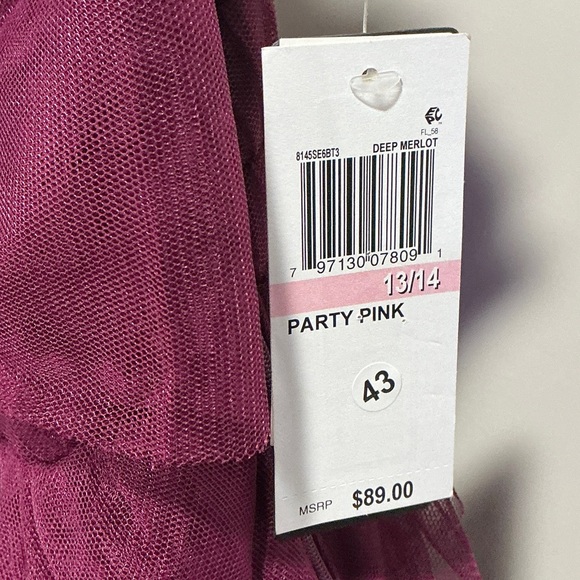 FL_56
8145SE6BT3 DEEP MERLOT
7 97130 07809 1
13/14
PARTY PINK
43
MSRP $89.00